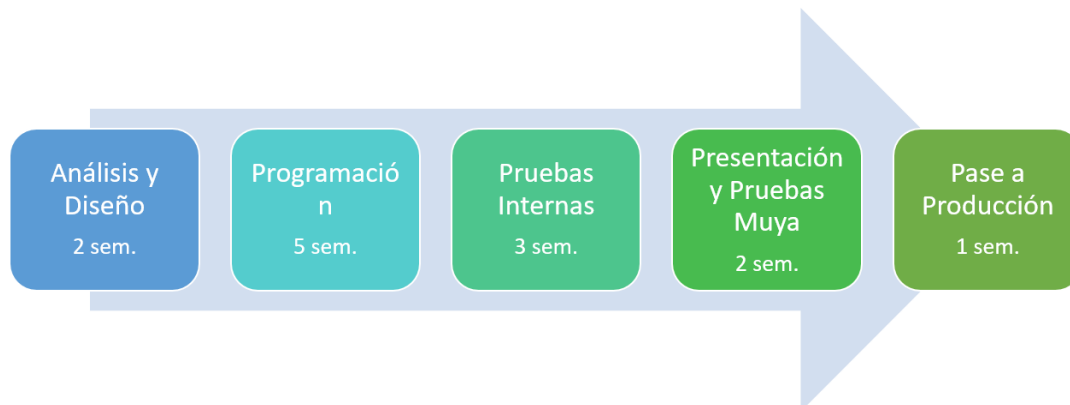 Análisis y
Diseño
2 sem.
Programació
n
5 sem.
Pruebas
Internas
3 sem.
Presentación
y Pruebas
Muya
2 sem.
Pase a
Producción
1 sem.